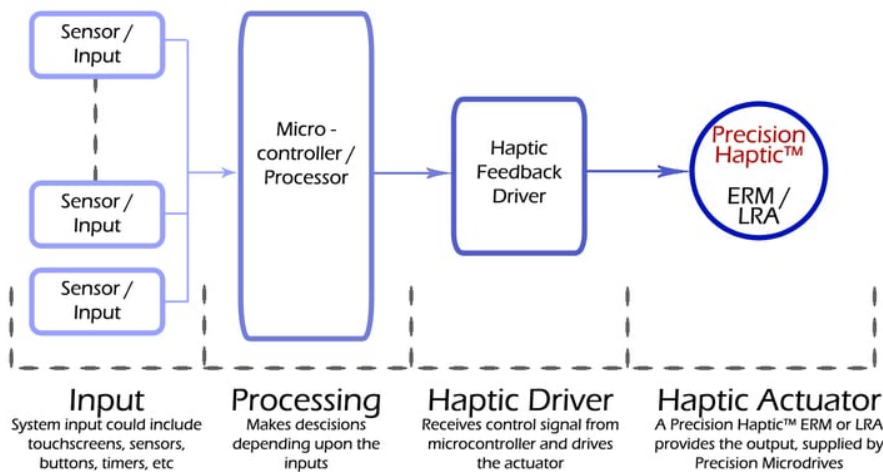 Sensor /
Input
Sensor /
Input
Sensor /
Input
Micro -
controller /
Processor
Haptic
Feedback
Driver
Precision
Haptic™
ERM /
LRA
Input
System input could include
touchscreens, sensors,
buttons, timers, etc
Processing
Makes descisions
depending upon the
inputs
Haptic Driver
Receives control signal from
microcontroller and drives
the actuator
Haptic Actuator
A Precision Haptic™ ERM or LRA
provides the output, supplied by
Precision Microdrives